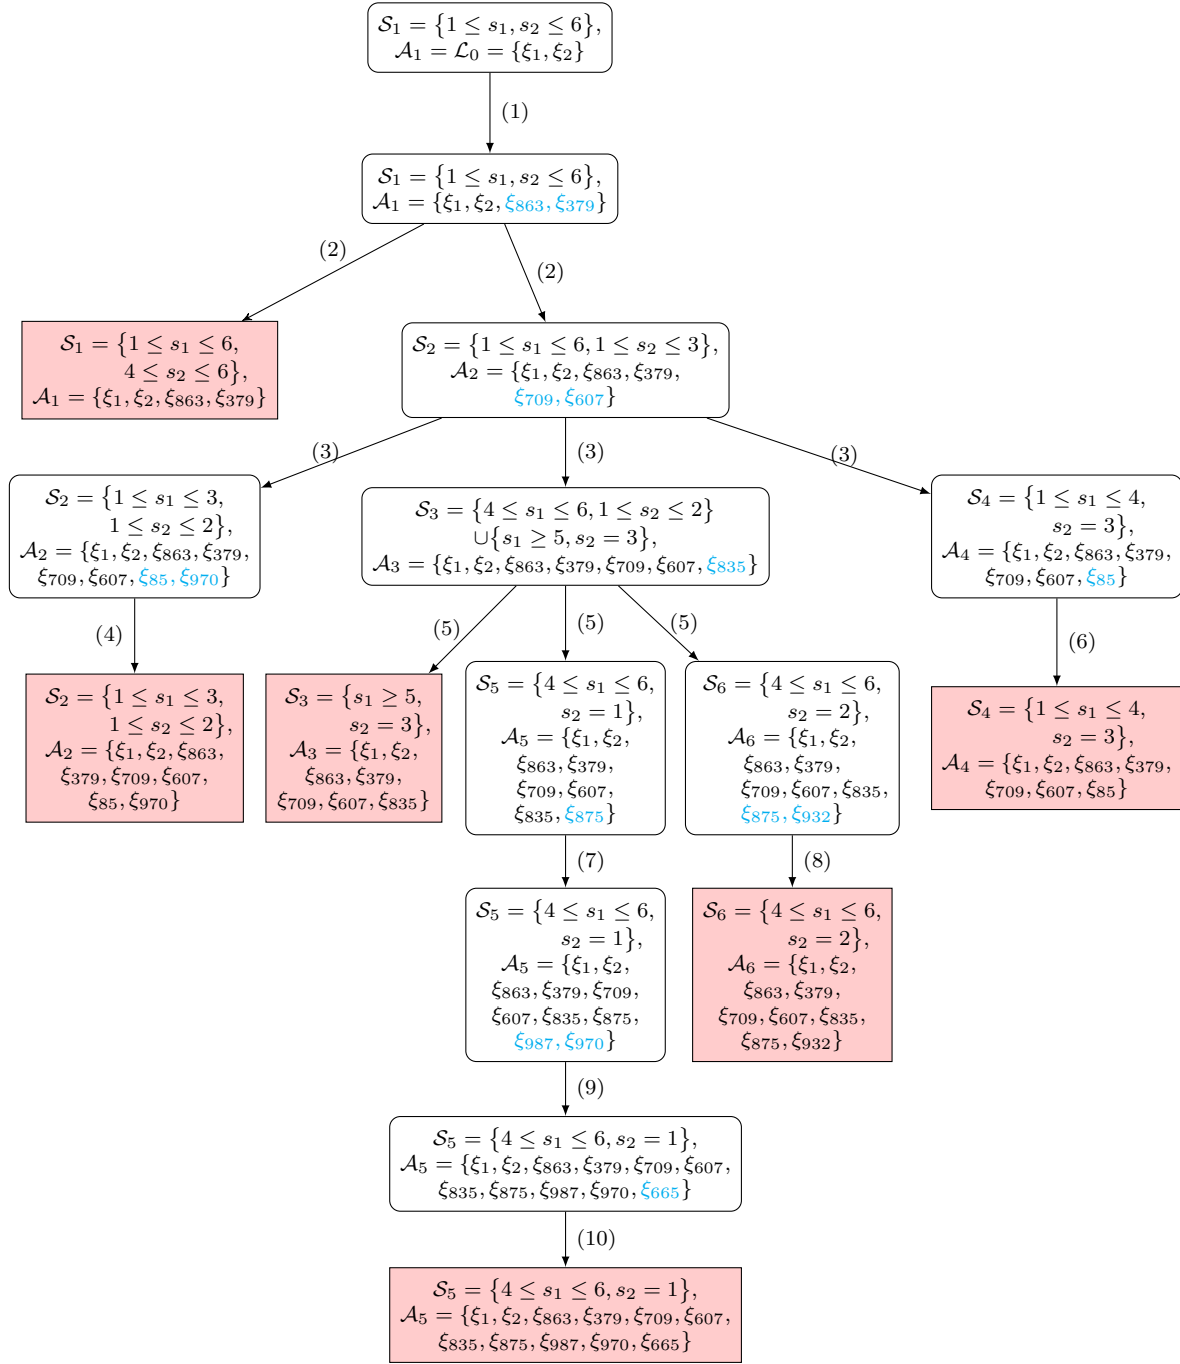 𝒮₁ = {1 ≤ s₁, s₂ ≤ 6},
𝒜₁ = ℒ₀ = {ξ₁, ξ₂}
(1)
𝒮₁ = {1 ≤ s₁, s₂ ≤ 6},
𝒜₁ = {ξ₁, ξ₂, ξ₈₆₃, ξ₃₇₉}
(2)
(2)
𝒮₁ = {1 ≤ s₁ ≤ 6,
4 ≤ s₂ ≤ 6},
𝒜₁ = {ξ₁, ξ₂, ξ₈₆₃, ξ₃₇₉}
𝒮₂ = {1 ≤ s₁ ≤ 6, 1 ≤ s₂ ≤ 3},
𝒜₂ = {ξ₁, ξ₂, ξ₈₆₃, ξ₃₇₉,
ξ₇₀₉, ξ₆₀₇}
(3)
(3)
(3)
𝒮₂ = {1 ≤ s₁ ≤ 3,
1 ≤ s₂ ≤ 2},
𝒜₂ = {ξ₁, ξ₂, ξ₈₆₃, ξ₃₇₉,
ξ₇₀₉, ξ₆₀₇, ξ₈₅, ξ₉₇₀}
𝒮₃ = {4 ≤ s₁ ≤ 6, 1 ≤ s₂ ≤ 2}
∪{s₁ ≥ 5, s₂ = 3},
𝒜₃ = {ξ₁, ξ₂, ξ₈₆₃, ξ₃₇₉, ξ₇₀₉, ξ₆₀₇, ξ₈₃₅}
𝒮₄ = {1 ≤ s₁ ≤ 4,
s₂ = 3},
𝒜₄ = {ξ₁, ξ₂, ξ₈₆₃, ξ₃₇₉,
ξ₇₀₉, ξ₆₀₇, ξ₈₅}
(4)
(5)
(5)
(5)
(6)
𝒮₂ = {1 ≤ s₁ ≤ 3,
1 ≤ s₂ ≤ 2},
𝒜₂ = {ξ₁, ξ₂, ξ₈₆₃,
ξ₃₇₉, ξ₇₀₉, ξ₆₀₇,
ξ₈₅, ξ₉₇₀}
𝒮₃ = {s₁ ≥ 5,
s₂ = 3},
𝒜₃ = {ξ₁, ξ₂,
ξ₈₆₃, ξ₃₇₉,
ξ₇₀₉, ξ₆₀₇, ξ₈₃₅}
𝒮₅ = {4 ≤ s₁ ≤ 6,
s₂ = 1},
𝒜₅ = {ξ₁, ξ₂,
ξ₈₆₃, ξ₃₇₉,
ξ₇₀₉, ξ₆₀₇,
ξ₈₃₅, ξ₈₇₅}
𝒮₆ = {4 ≤ s₁ ≤ 6,
s₂ = 2},
𝒜₆ = {ξ₁, ξ₂,
ξ₈₆₃, ξ₃₇₉,
ξ₇₀₉, ξ₆₀₇, ξ₈₃₅,
ξ₈₇₅, ξ₉₃₂}
𝒮₄ = {1 ≤ s₁ ≤ 4,
s₂ = 3},
𝒜₄ = {ξ₁, ξ₂, ξ₈₆₃, ξ₃₇₉,
ξ₇₀₉, ξ₆₀₇, ξ₈₅}
(7)
(8)
𝒮₅ = {4 ≤ s₁ ≤ 6,
s₂ = 1},
𝒜₅ = {ξ₁, ξ₂,
ξ₈₆₃, ξ₃₇₉, ξ₇₀₉,
ξ₆₀₇, ξ₈₃₅, ξ₈₇₅,
ξ₉₈₇, ξ₉₇₀}
𝒮₆ = {4 ≤ s₁ ≤ 6,
s₂ = 2},
𝒜₆ = {ξ₁, ξ₂,
ξ₈₆₃, ξ₃₇₉,
ξ₇₀₉, ξ₆₀₇, ξ₈₃₅,
ξ₈₇₅, ξ₉₃₂}
(9)
𝒮₅ = {4 ≤ s₁ ≤ 6, s₂ = 1},
𝒜₅ = {ξ₁, ξ₂, ξ₈₆₃, ξ₃₇₉, ξ₇₀₉, ξ₆₀₇,
ξ₈₃₅, ξ₈₇₅, ξ₉₈₇, ξ₉₇₀, ξ₆₆₅}
(10)
𝒮₅ = {4 ≤ s₁ ≤ 6, s₂ = 1},
𝒜₅ = {ξ₁, ξ₂, ξ₈₆₃, ξ₃₇₉, ξ₇₀₉, ξ₆₀₇,
ξ₈₃₅, ξ₈₇₅, ξ₉₈₇, ξ₉₇₀, ξ₆₆₅}